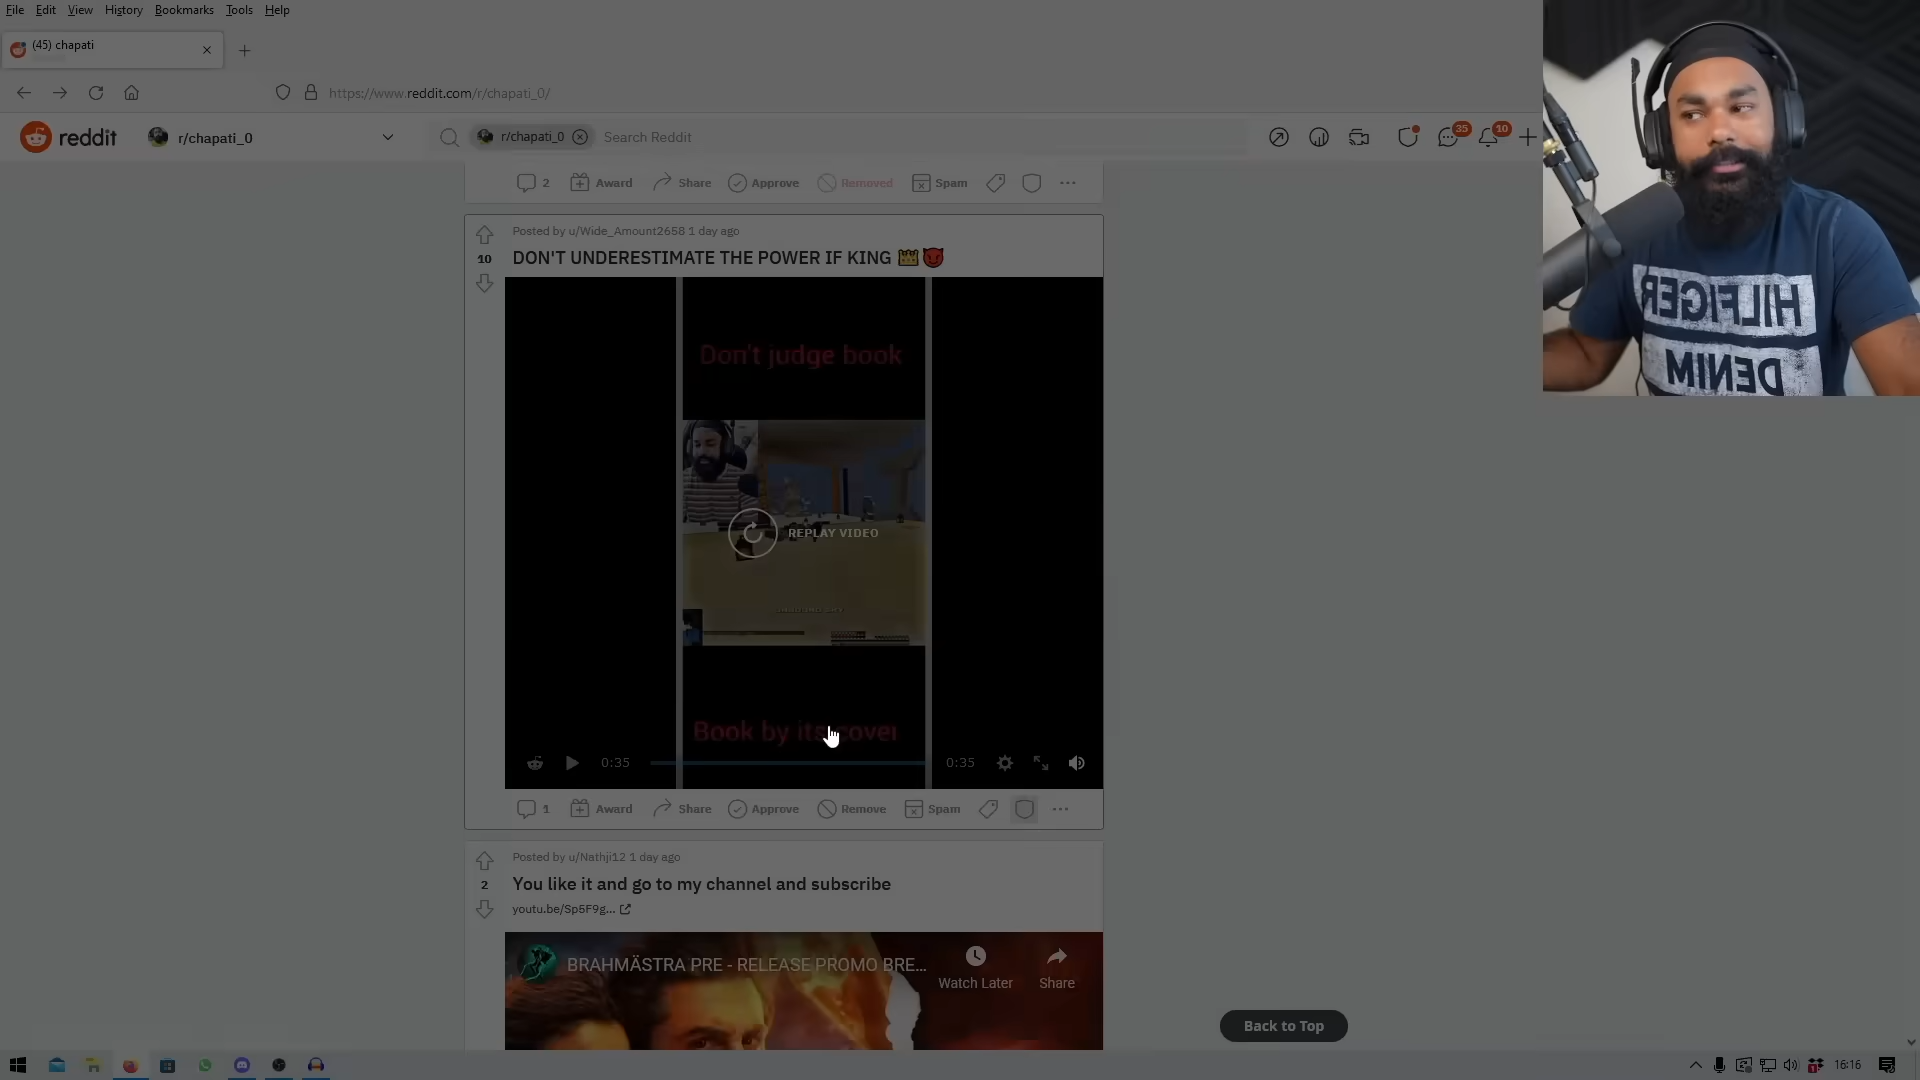 File Edit View History Bookmarks Tools Help
(45) chapati
https://www.reddit.com/r/chapati_0/
reddit r/chapati_0 r/chapati_0 Search Reddit 35 10
2 Award Share Approve Removed Spam
Posted by u/Wide_Amount2658 1 day ago
10 DON'T UNDERESTIMATE THE POWER IF KING
Don't judge book
REPLAY VIDEO
Book by its cover
0:35 0:35
1 Award Share Approve Remove Spam
Posted by u/Nathji12 1 day ago
2 You like it and go to my channel and subscribe
youtu.be/Sp5F9g...
BRAHMĀSTRA PRE - RELEASE PROMO BRE...
Watch Later Share
Back to Top
16:16
HILFIGER
DENIM